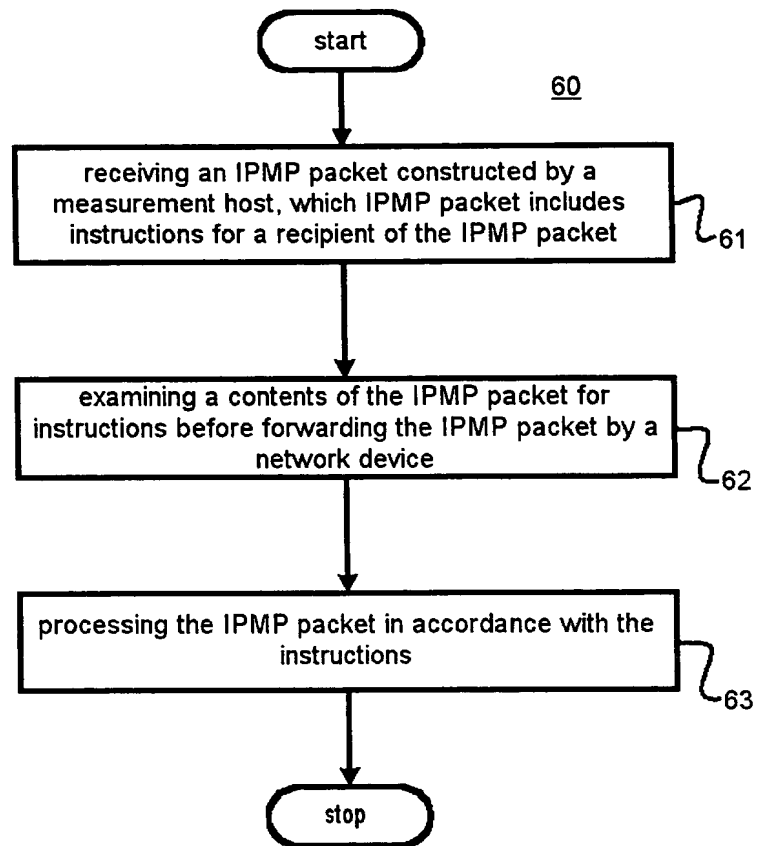 start
60
receiving an IPMP packet constructed by a
measurement host, which IPMP packet includes
instructions for a recipient of the IPMP packet
61
examining a contents of the IPMP packet for
instructions before forwarding the IPMP packet by a
network device
62
processing the IPMP packet in accordance with the
instructions
63
stop